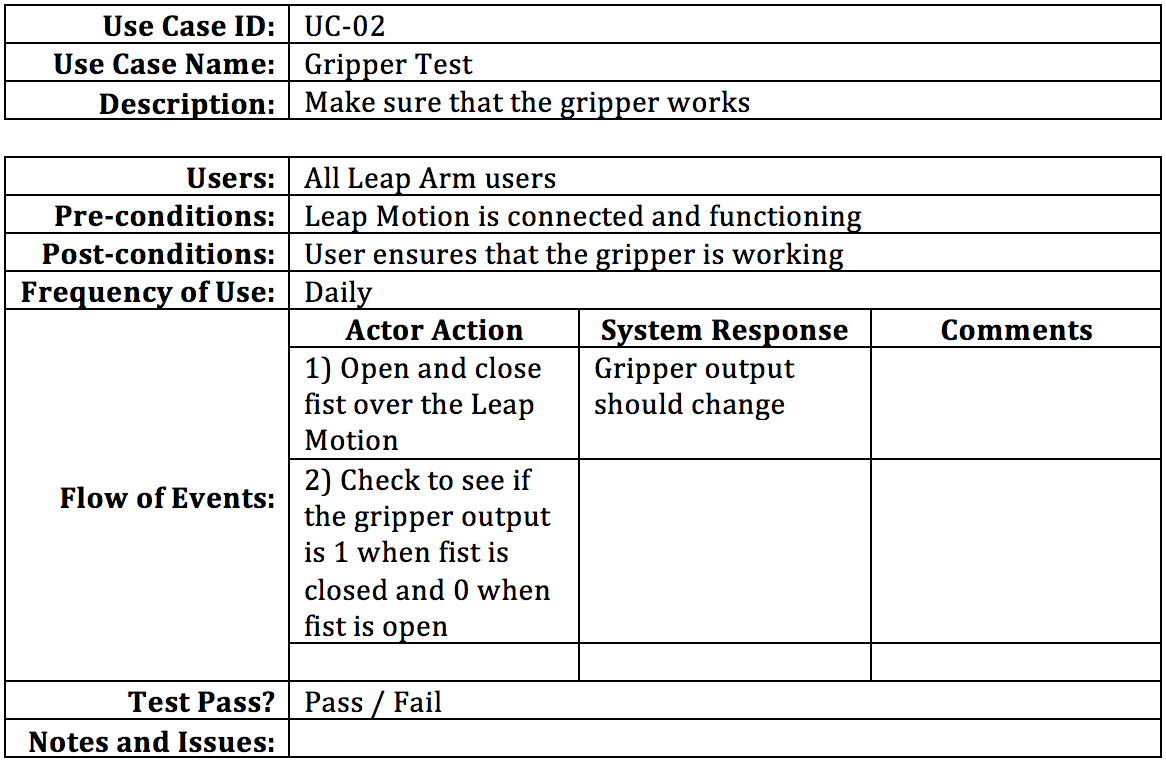 Use Case ID: UC-02
Use Case Name: Gripper Test
Description: Make sure that the gripper works
Users: All Leap Arm users
Pre-conditions: Leap Motion is connected and functioning
Post-conditions: User ensures that the gripper is working
Frequency of Use: Daily
Flow of Events:
Actor Action System Response Comments
1) Open and close
fist over the Leap
Motion
Gripper output
should change
2) Check to see if
the gripper output
is 1 when fist is
closed and 0 when
fist is open
Test Pass? Pass / Fail
Notes and Issues: